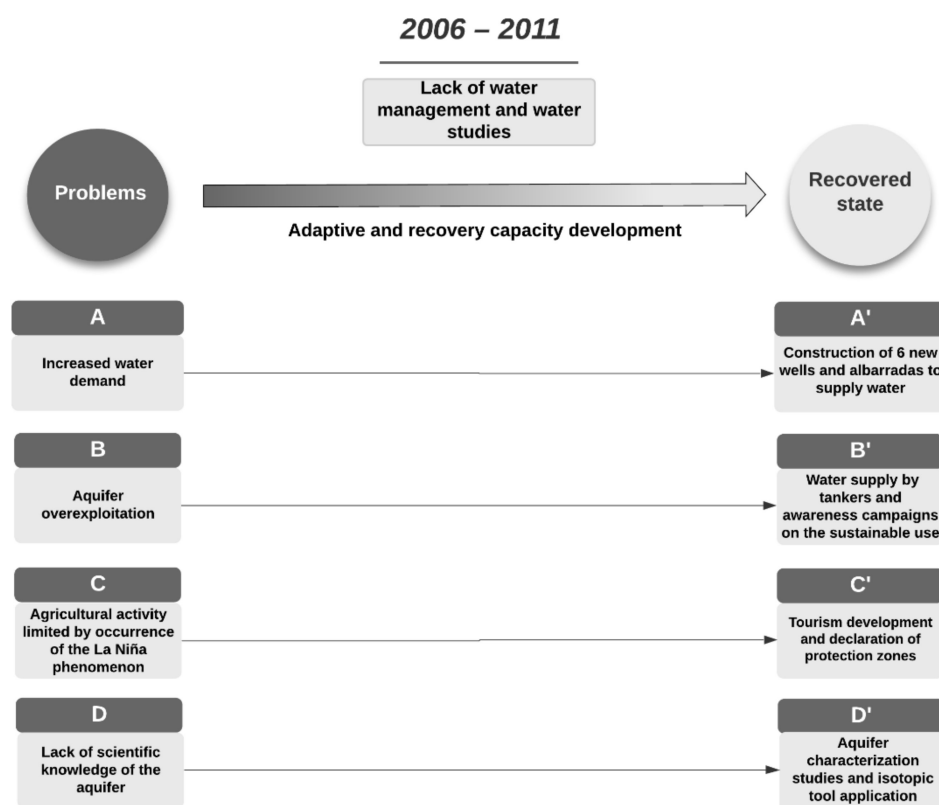 2006 – 2011
Lack of water
management and water
studies
Problems
Recovered
state
Adaptive and recovery capacity development
A
Increased water
demand
A'
Construction of 6 new
wells and albarradas to
supply water
B
Aquifer
overexploitation
B'
Water supply by
tankers and
awareness campaigns
on the sustainable use
C
Agricultural activity
limited by occurrence
of the La Niña
phenomenon
C'
Tourism development
and declaration of
protection zones
D
Lack of scientific
knowledge of the
aquifer
D'
Aquifer
characterization
studies and isotopic
tool application